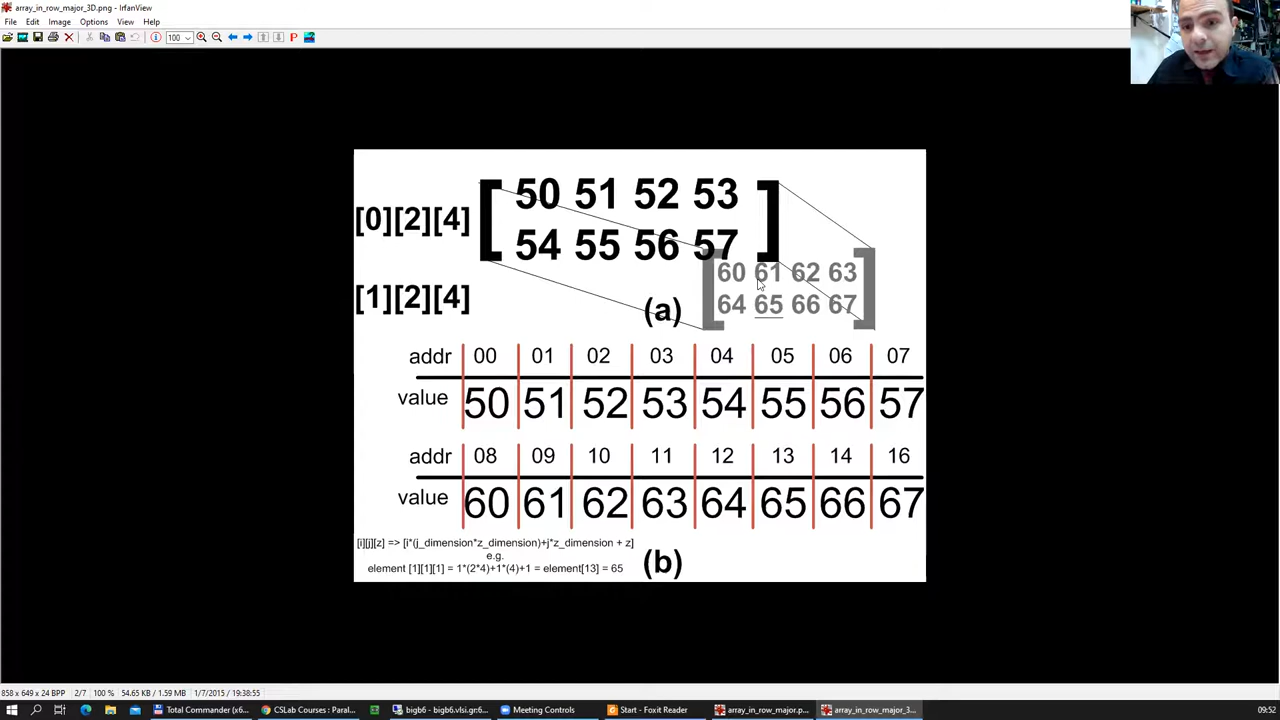 array_in_row_major_3D.png - IrfanView
File Edit Image Options View Help
100
[0][2][4] 50 51 52 53
54 55 56 57
[1][2][4] 60 61 62 63
64 65 66 67
(a)
addr 00 01 02 03 04 05 06 07
value 50 51 52 53 54 55 56 57
addr 08 09 10 11 12 13 14 16
value 60 61 62 63 64 65 66 67
[i][j][z] => [i*(j_dimension*z_dimension)+j*z_dimension + z]
e.g.
element [1][1][1] = 1*(2*4)+1*(4)+1 = element[13] = 65
(b)
858 x 649 x 24 BPP 2/7 100 % 54.65 KB / 1.59 MB 1/7/2015 / 19:38:55
Total Commander (x6... CSLab Courses : Paral... bigb6 - bigb6.vlsi.gr:6... Meeting Controls Start - Foxit Reader array_in_row_major.p... array_in_row_major_3... 09:52